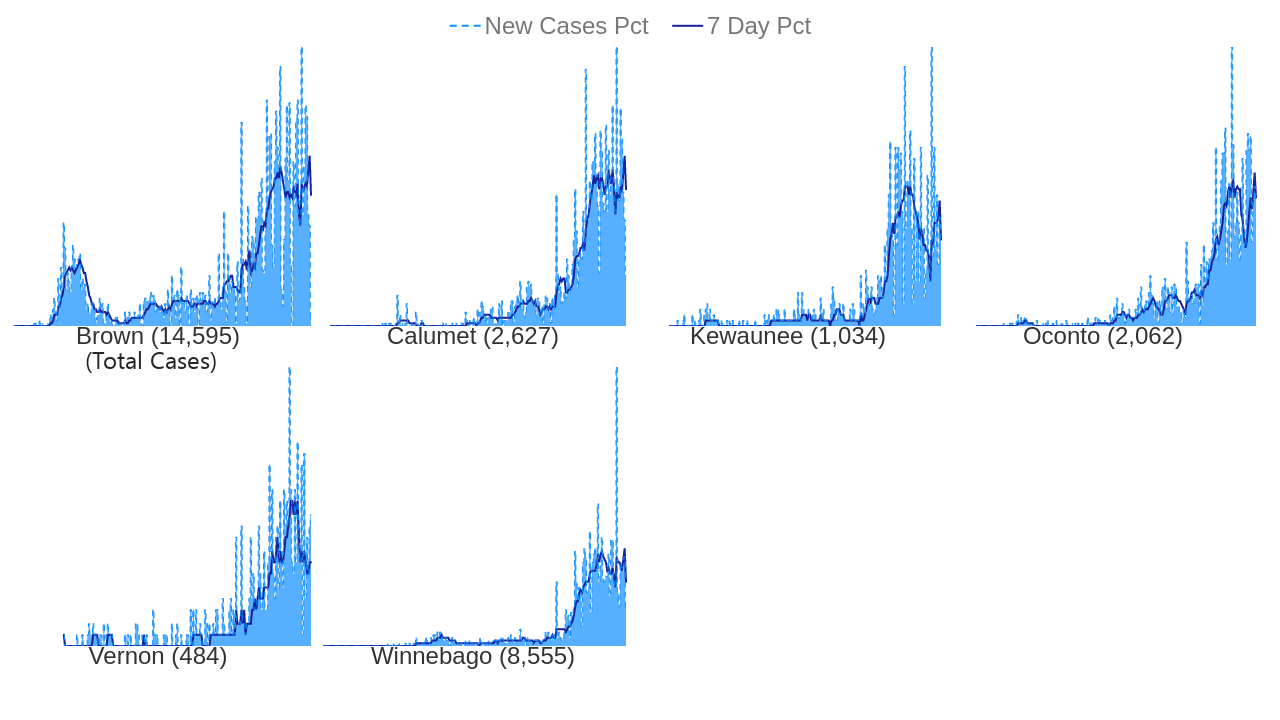 New Cases Pct 7 Day Pct
Brown (14,595) Calumet (2,627) Kewaunee (1,034) Oconto (2,062)
(Total Cases)
Vernon (484) Winnebago (8,555)